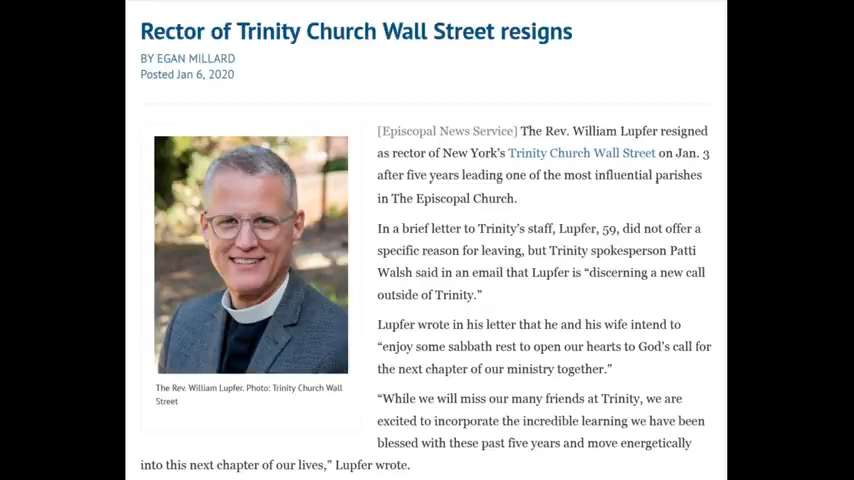 Rector of Trinity Church Wall Street resigns
BY EGAN MILLARD
Posted Jan 6, 2020
[Episcopal News Service] The Rev. William Lupfer resigned
as rector of New York’s Trinity Church Wall Street on Jan. 3
after five years leading one of the most influential parishes
in The Episcopal Church.
In a brief letter to Trinity’s staff, Lupfer, 59, did not offer a
specific reason for leaving, but Trinity spokesperson Patti
Walsh said in an email that Lupfer is “discerning a new call
outside of Trinity.”
Lupfer wrote in his letter that he and his wife intend to
“enjoy some sabbath rest to open our hearts to God’s call for
the next chapter of our ministry together.”
“While we will miss our many friends at Trinity, we are
excited to incorporate the incredible learning we have been
blessed with these past five years and move energetically
into this next chapter of our lives,” Lupfer wrote.
The Rev. William Lupfer. Photo: Trinity Church Wall
Street